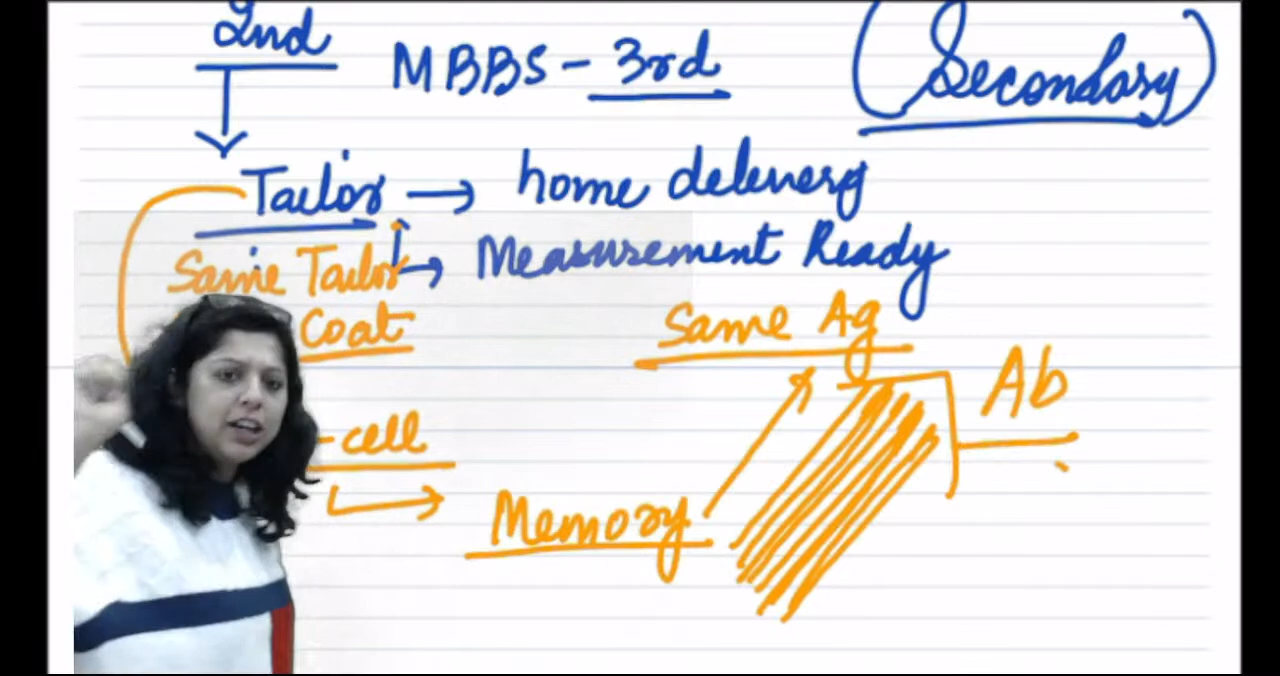 2nd
MBBS - 3rd
(Secondary)
Tailor → home delivery
Same Tailor → Measurement Ready
Coat
Same Ag
Ab
-cell
Memory